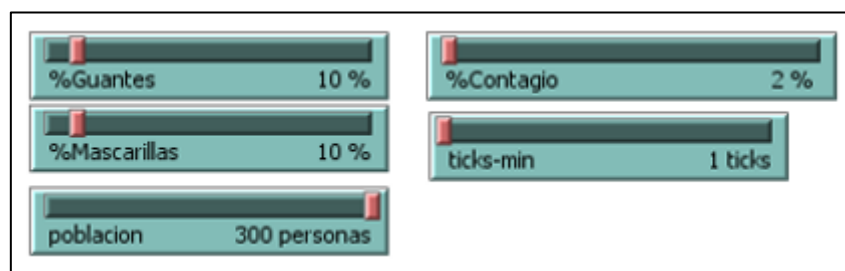 %Guantes 10 %
%Contagio 2 %
%Mascarillas 10 %
ticks-min 1 ticks
poblacion 300 personas